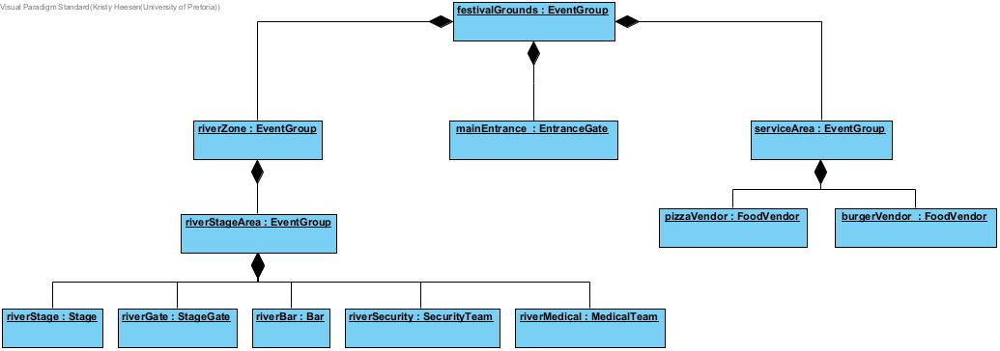 Visual Paradigm Standard(Kristy Heesen(University of Pretoria))
festivalGrounds : EventGroup
riverZone : EventGroup
mainEntrance : EntranceGate
serviceArea : EventGroup
pizzaVendor : FoodVendor
burgerVendor : FoodVendor
riverStageArea : EventGroup
riverStage : Stage
riverGate : StageGate
riverBar : Bar
riverSecurity : SecurityTeam
riverMedical : MedicalTeam